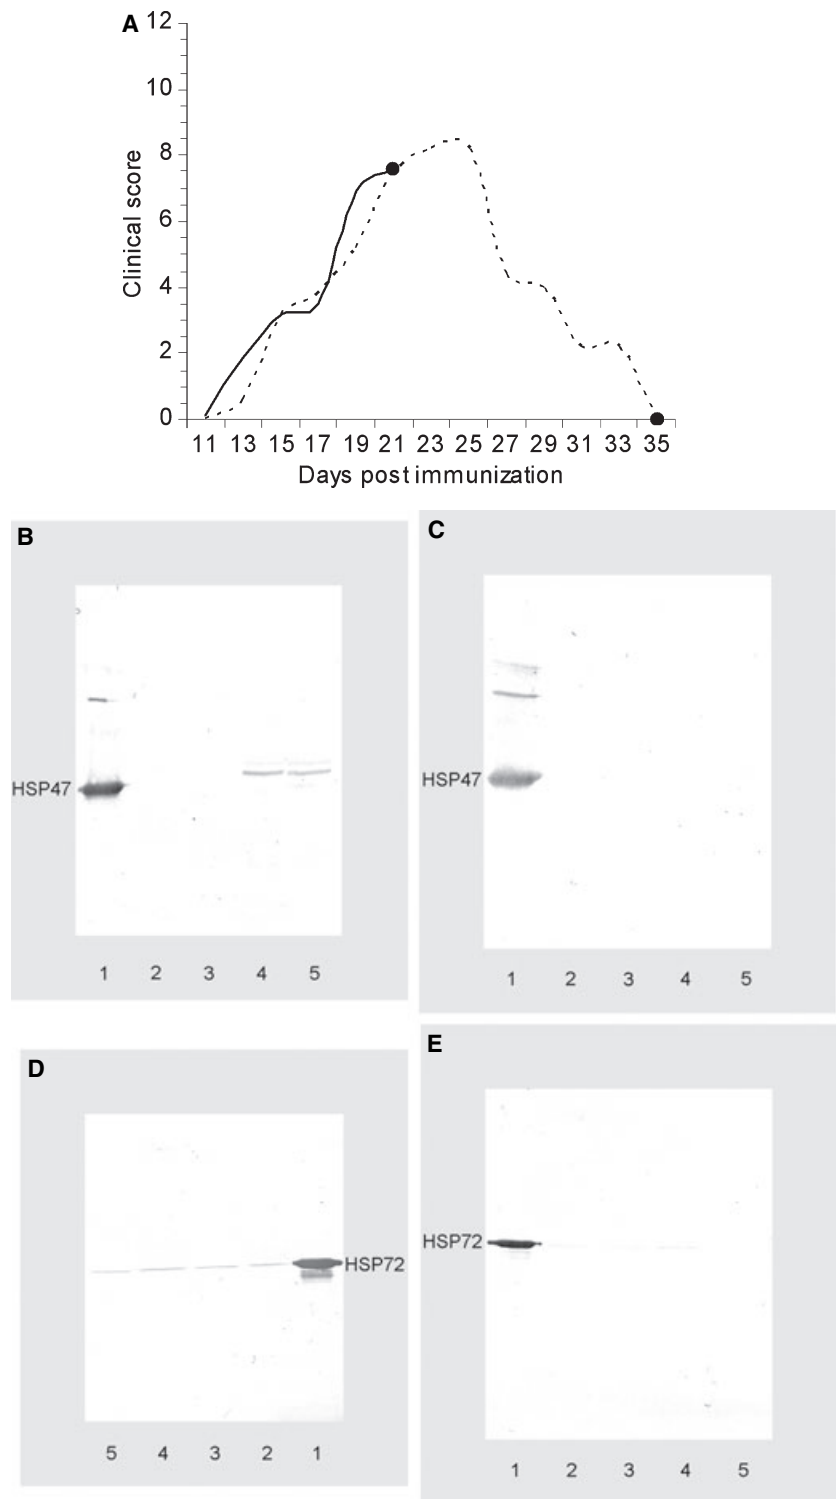 A
12
10
8
6
4
2
0
Clinical score
11 13 15 17 19 21 23 25 27 29 31 33 35
Days post immunization
B
HSP47
1 2 3 4 5
C
HSP47
1 2 3 4 5
D
HSP72
5 4 3 2 1
E
HSP72
1 2 3 4 5